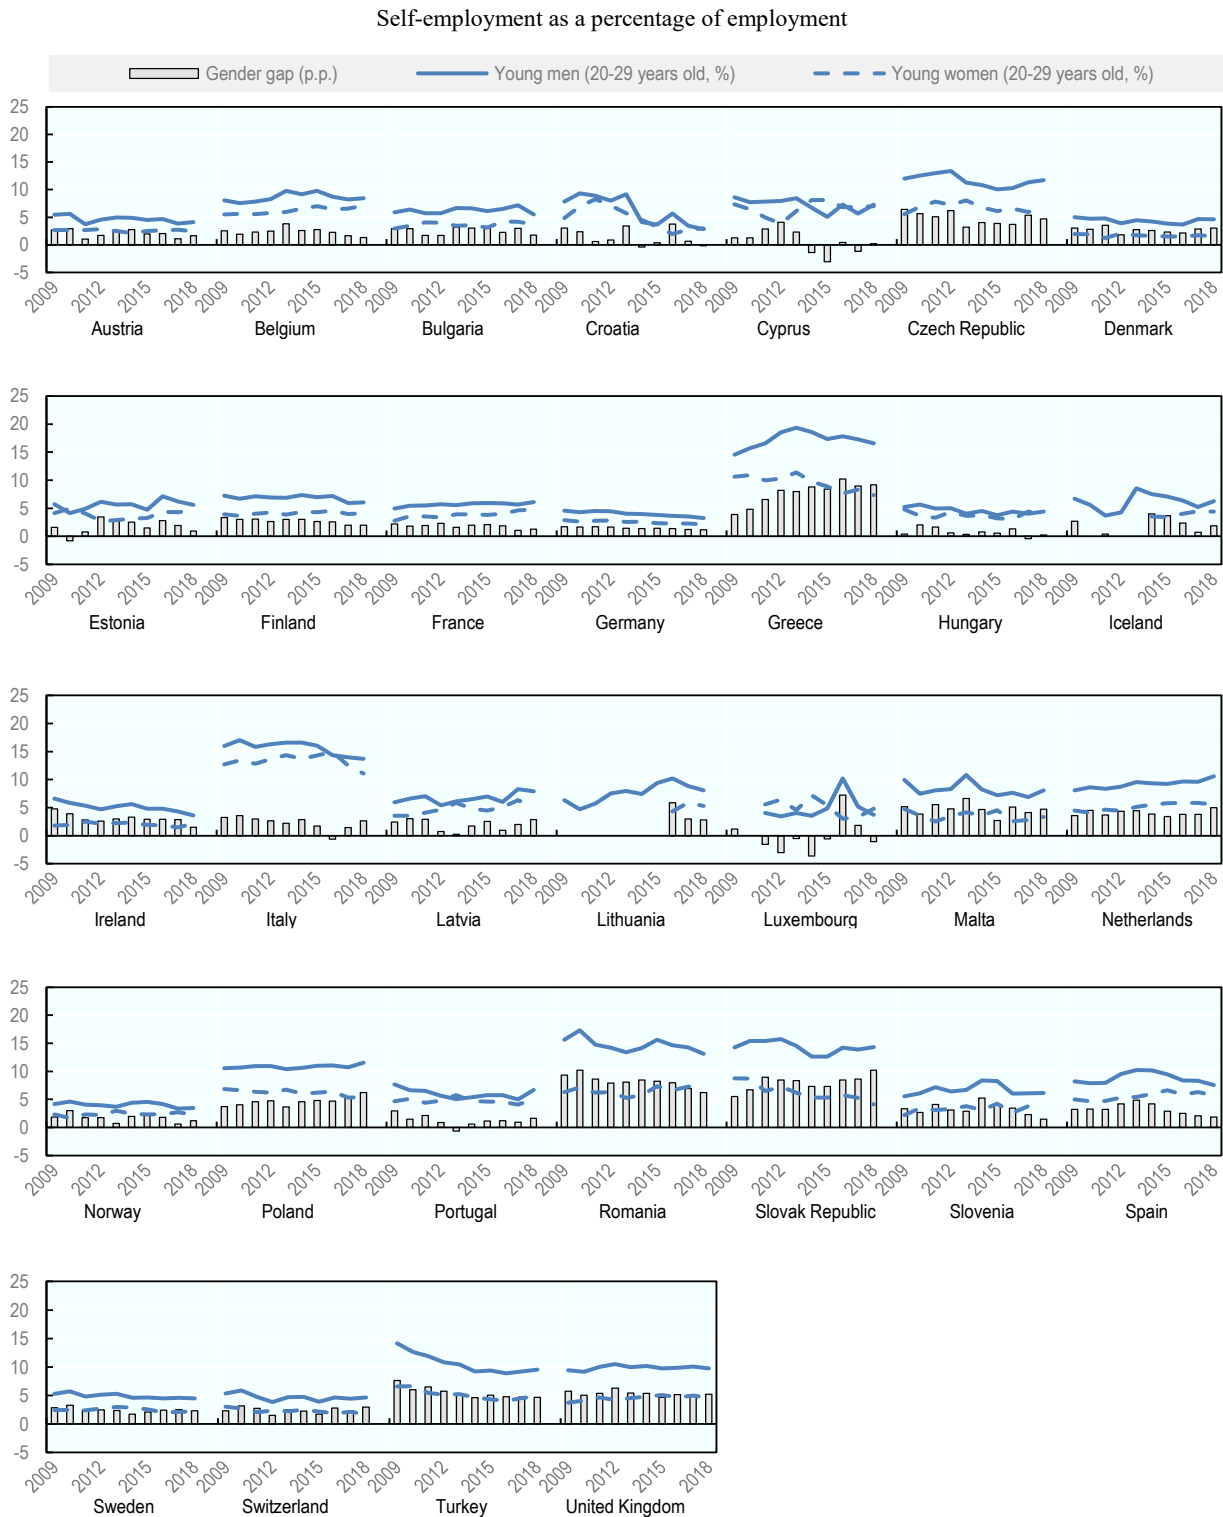 Self-employment as a percentage of employment
Gender gap (p.p.) Young men (20-29 years old, %) Young women (20-29 years old, %)
25
20
15
10
5
0
-5
2009 2012 2015 2018 2009 2012 2015 2018 2009 2012 2015 2018 2009 2012 2015 2018 2009 2012 2015 2018 2009 2012 2015 2018 2009 2012 2015 2018
Austria Belgium Bulgaria Croatia Cyprus Czech Republic Denmark
25
20
15
10
5
0
-5
2009 2012 2015 2018 2009 2012 2015 2018 2009 2012 2015 2018 2009 2012 2015 2018 2009 2012 2015 2018 2009 2012 2015 2018 2009 2012 2015 2018
Estonia Finland France Germany Greece Hungary Iceland
25
20
15
10
5
0
-5
2009 2012 2015 2018 2009 2012 2015 2018 2009 2012 2015 2018 2009 2012 2015 2018 2009 2012 2015 2018 2009 2012 2015 2018 2009 2012 2015 2018
Ireland Italy Latvia Lithuania Luxembourg Malta Netherlands
25
20
15
10
5
0
-5
2009 2012 2015 2018 2009 2012 2015 2018 2009 2012 2015 2018 2009 2012 2015 2018 2009 2012 2015 2018 2009 2012 2015 2018 2009 2012 2015 2018
Norway Poland Portugal Romania Slovak Republic Slovenia Spain
25
20
15
10
5
0
-5
2009 2012 2015 2018 2009 2012 2015 2018 2009 2012 2015 2018 2009 2012 2015 2018
Sweden Switzerland Turkey United Kingdom